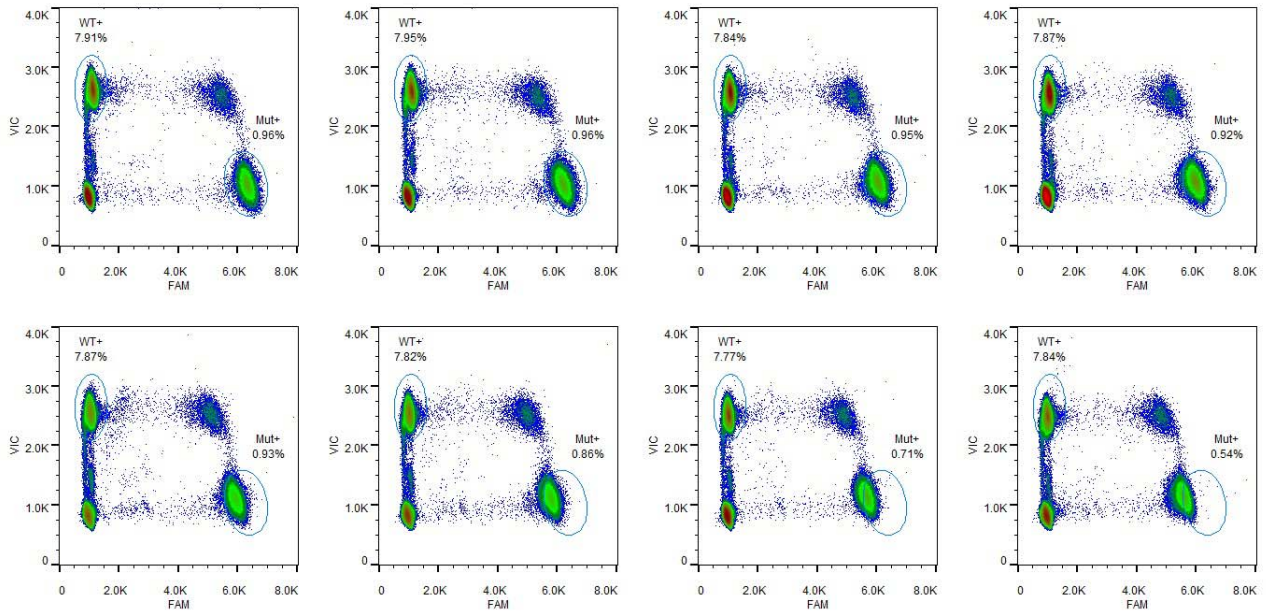 4.0K
WT+
7.91%
3.0K
VIC
2.0K
Mut+
0.96%
1.0K
0
0 2.0K 4.0K 6.0K 8.0K
FAM
4.0K
WT+
7.95%
3.0K
VIC
2.0K
Mut+
0.96%
1.0K
0
0 2.0K 4.0K 6.0K 8.0K
FAM
4.0K
WT+
7.84%
3.0K
VIC
2.0K
Mut+
0.95%
1.0K
0
0 2.0K 4.0K 6.0K 8.0K
FAM
4.0K
WT+
7.87%
3.0K
VIC
2.0K
Mut+
0.92%
1.0K
0
0 2.0K 4.0K 6.0K 8.0K
FAM
4.0K
WT+
7.87%
3.0K
VIC
2.0K
Mut+
0.93%
1.0K
0
0 2.0K 4.0K 6.0K 8.0K
FAM
4.0K
WT+
7.82%
3.0K
VIC
2.0K
Mut+
0.86%
1.0K
0
0 2.0K 4.0K 6.0K 8.0K
FAM
4.0K
WT+
7.77%
3.0K
VIC
2.0K
Mut+
0.71%
1.0K
0
0 2.0K 4.0K 6.0K 8.0K
FAM
4.0K
WT+
7.84%
3.0K
VIC
2.0K
Mut+
0.54%
1.0K
0
0 2.0K 4.0K 6.0K 8.0K
FAM